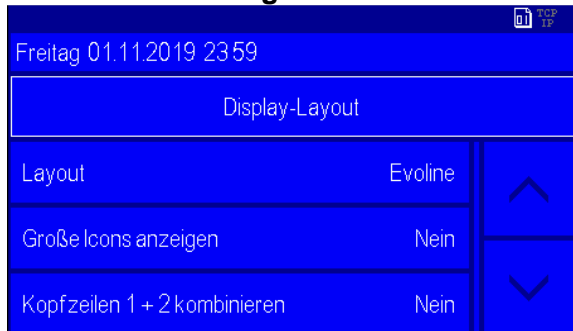 TCP
IP
Freitag 01.11.2019 23:59
Display-Layout
Layout Evoline
Große Icons anzeigen Nein
Kopfzeilen 1 + 2 kombinieren Nein